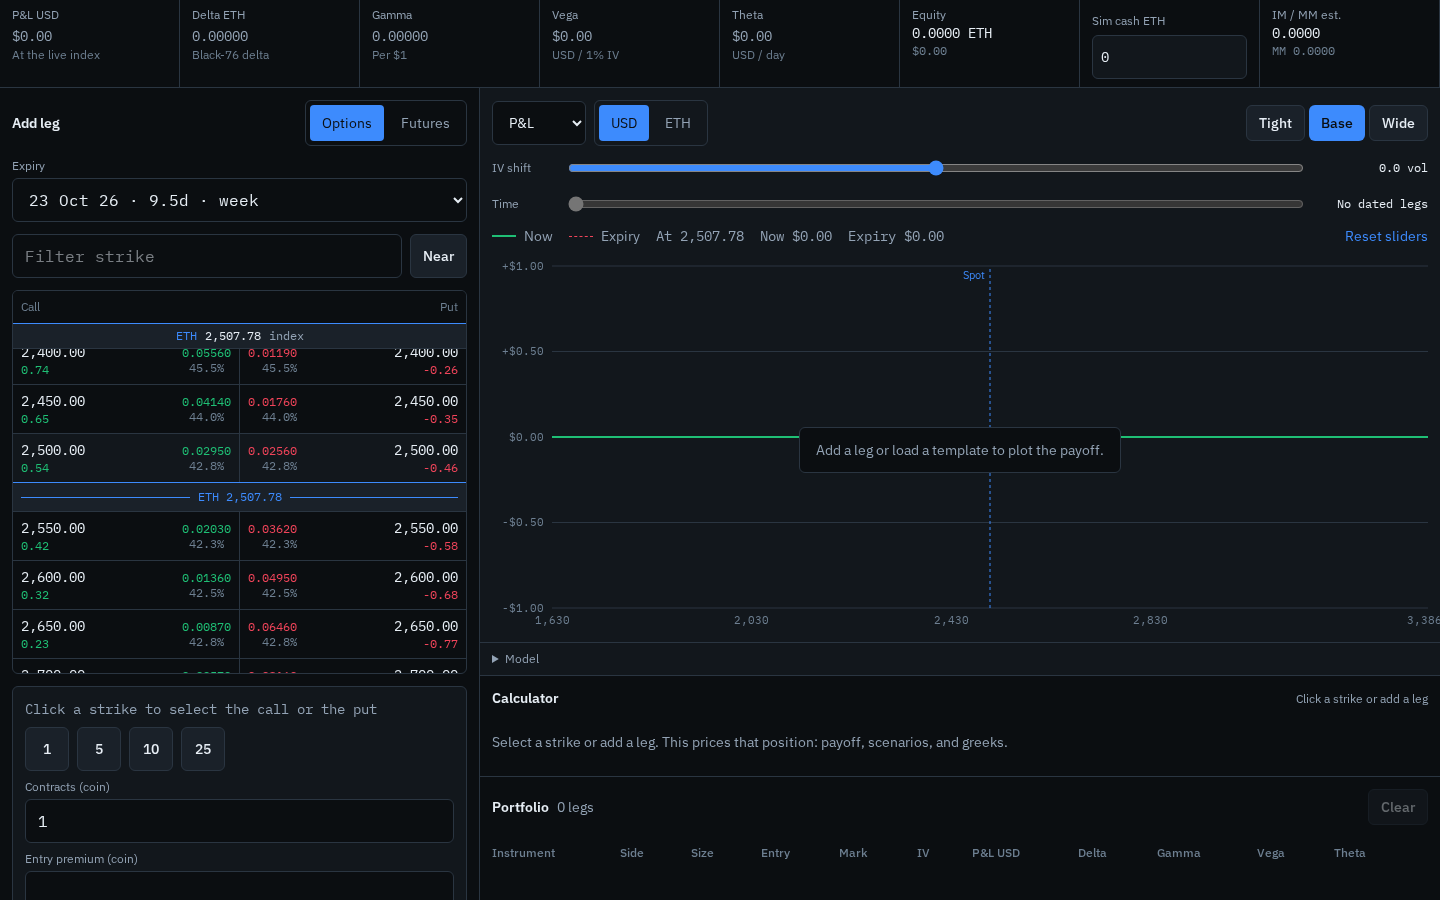 P&L USD
$0.00
At the live index
Delta ETH
0.00000
Black-76 delta
Gamma
0.00000
Per $1
Vega
$0.00
USD / 1% IV
Theta
$0.00
USD / day
Equity
0.0000 ETH
$0.00
Sim cash ETH
0
IM / MM est.
0.0000
MM 0.0000
Add leg
Options Futures
Expiry
23 Oct 26 · 9.5d · week
Filter strike
Near
Call Put
ETH 2,507.78 index
2,400.00 0.05560 0.01190 2,400.00
0.74 45.5% 45.5% -0.26
2,450.00 0.04140 0.01760 2,450.00
0.65 44.0% 44.0% -0.35
2,500.00 0.02950 0.02560 2,500.00
0.54 42.8% 42.8% -0.46
ETH 2,507.78
2,550.00 0.02030 0.03620 2,550.00
0.42 42.3% 42.3% -0.58
2,600.00 0.01360 0.04950 2,600.00
0.32 42.5% 42.5% -0.68
2,650.00 0.00870 0.06460 2,650.00
0.23 42.8% 42.8% -0.77
Click a strike to select the call or the put
1 5 10 25
Contracts (coin)
1
Entry premium (coin)
P&L
USD ETH
Tight Base Wide
IV shift 0.0 vol
Time No dated legs
Now Expiry At 2,507.78 Now $0.00 Expiry $0.00 Reset sliders
+$1.00
Spot
+$0.50
$0.00
Add a leg or load a template to plot the payoff.
-$0.50
-$1.00
1,630 2,030 2,430 2,830 3,386
Model
Calculator Click a strike or add a leg
Select a strike or add a leg. This prices that position: payoff, scenarios, and greeks.
Portfolio 0 legs Clear
Instrument Side Size Entry Mark IV P&L USD Delta Gamma Vega Theta